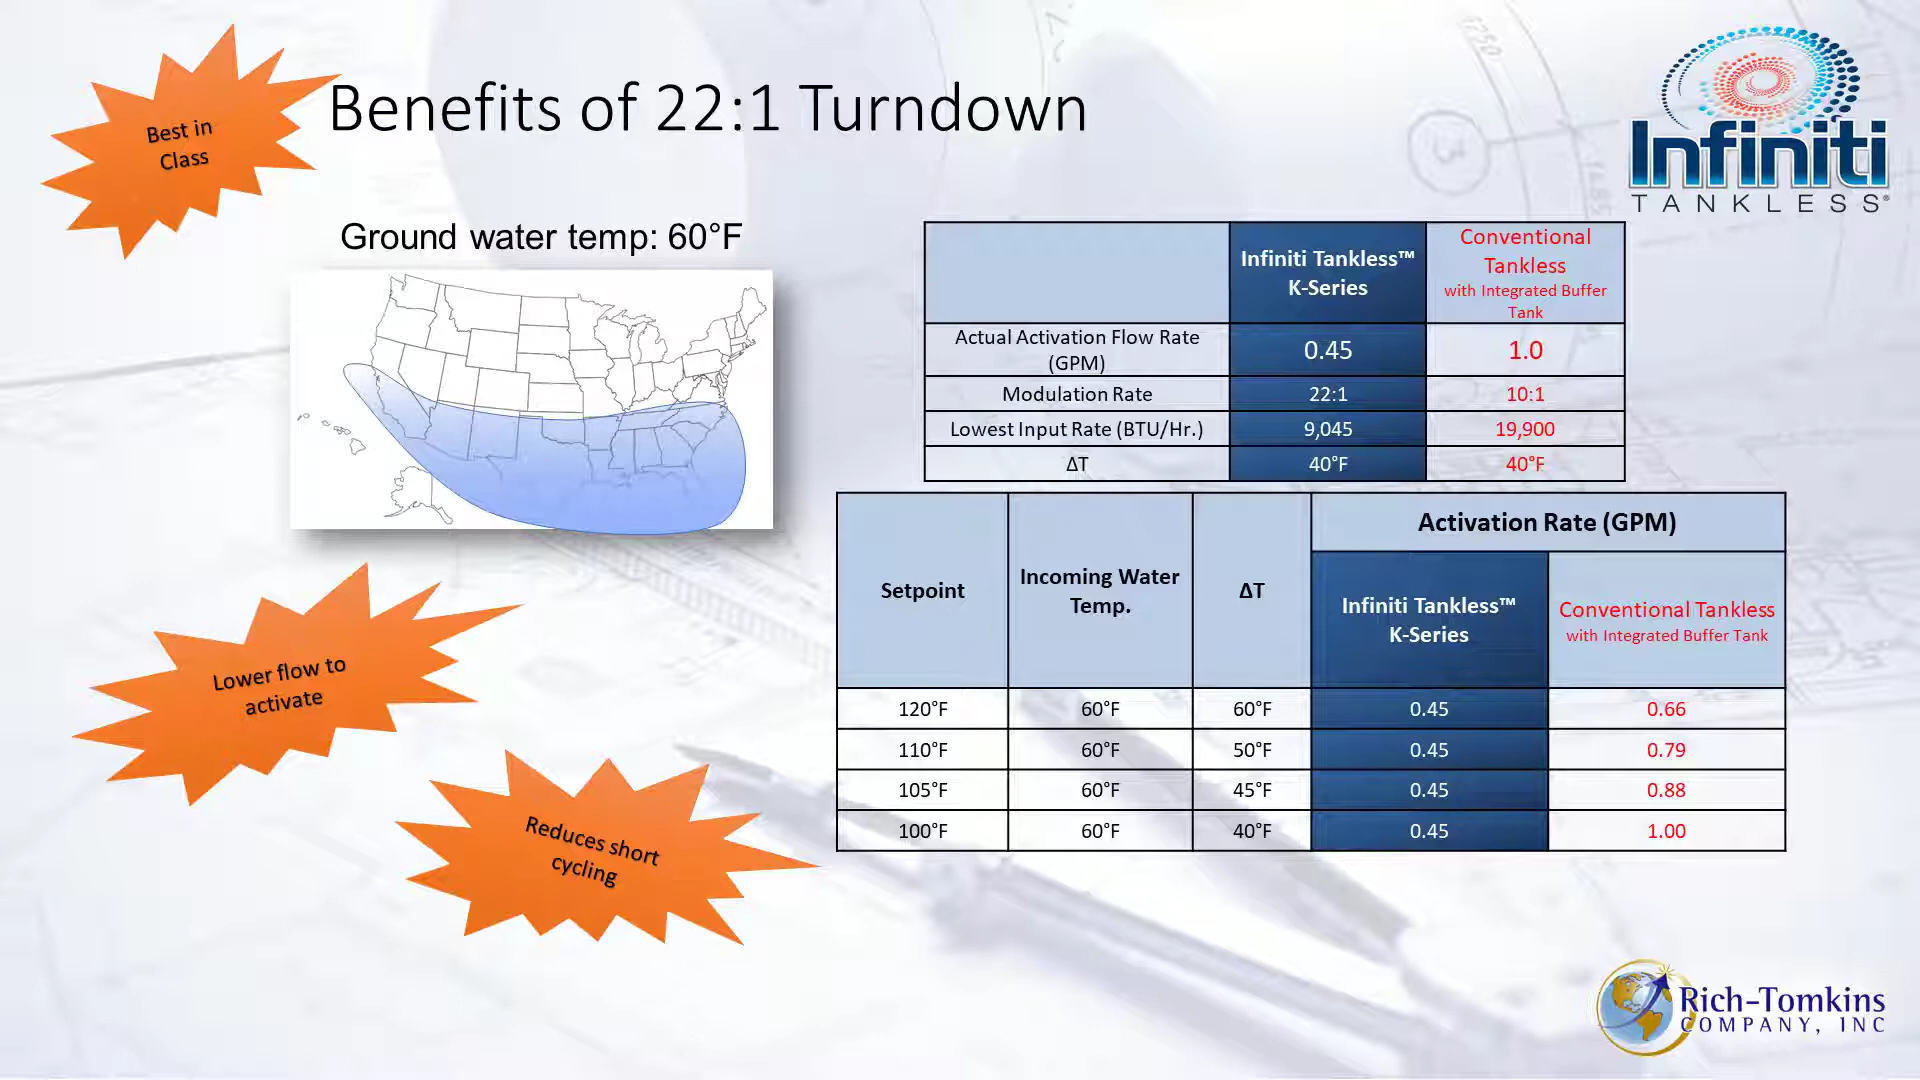 Best in
Class
Benefits of 22:1 Turndown
Infiniti
TANKLESS®
Ground water temp: 60°F
Infiniti Tankless™
K-Series
Conventional
Tankless
with Integrated Buffer
Tank
Actual Activation Flow Rate
(GPM)
0.45
1.0
Modulation Rate
22:1
10:1
Lowest Input Rate (BTU/Hr.)
9,045
19,900
ΔT
40°F
40°F
Setpoint
Incoming Water
Temp.
ΔT
Activation Rate (GPM)
Infiniti Tankless™
K-Series
Conventional Tankless
with Integrated Buffer Tank
120°F
60°F
60°F
0.45
0.66
110°F
60°F
50°F
0.45
0.79
105°F
60°F
45°F
0.45
0.88
100°F
60°F
40°F
0.45
1.00
Lower flow to
activate
Reduces short
cycling
Rich-Tomkins
COMPANY, INC